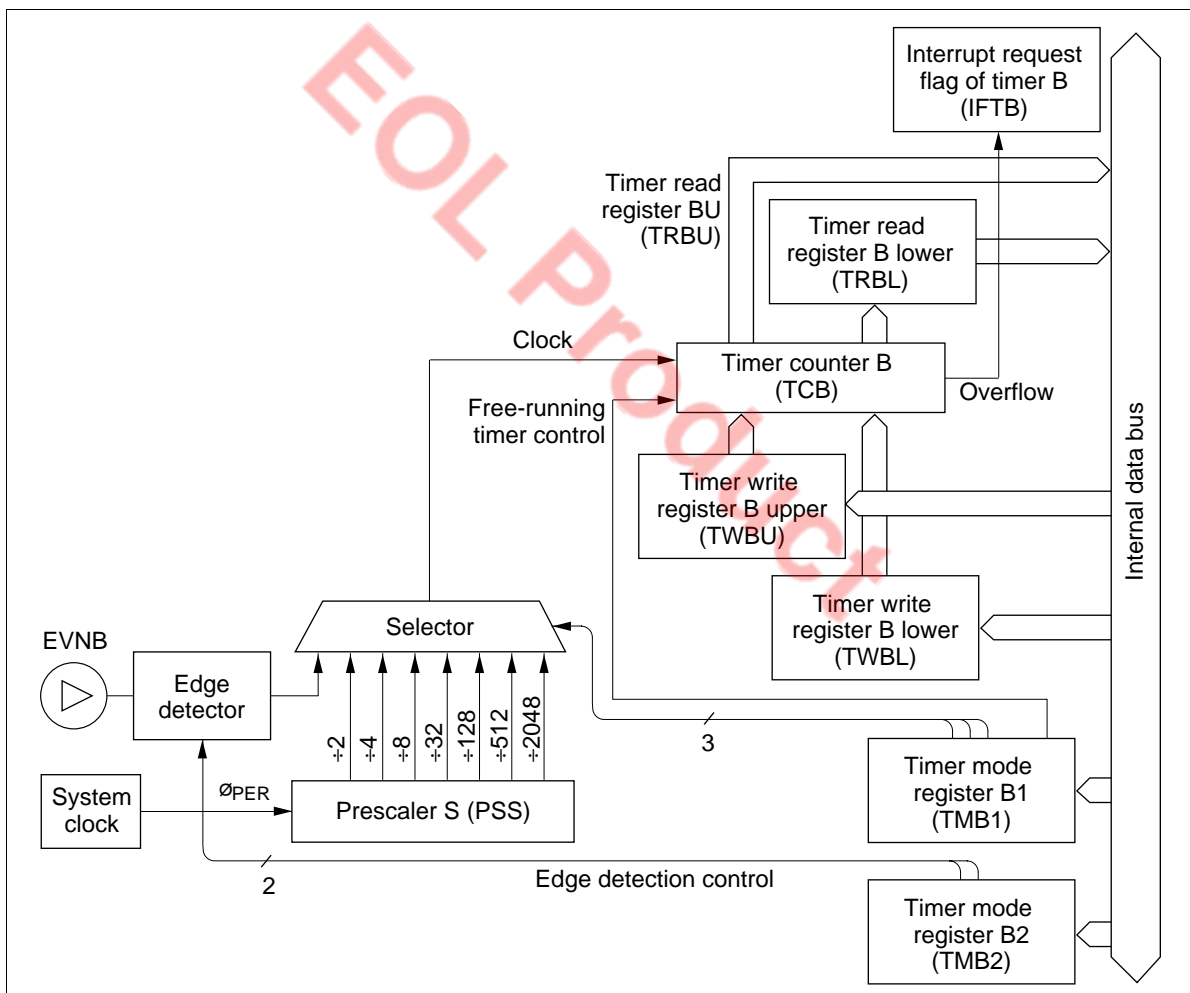 Interrupt request
flag of timer B
(IFTB)
Timer read
register BU
(TRBU)
Timer read
register B lower
(TRBL)
Clock
Timer counter B
(TCB)
Overflow
Free-running
timer control
Timer write
register B upper
(TWBU)
Timer write
register B lower
(TWBL)
Internal data bus
Selector
EVNB
Edge
detector
÷2
÷4
÷8
÷32
÷128
÷512
÷2048
3
System
clock
ØPER
Prescaler S (PSS)
Timer mode
register B1
(TMB1)
2
Edge detection control
Timer mode
register B2
(TMB2)
EOL Product